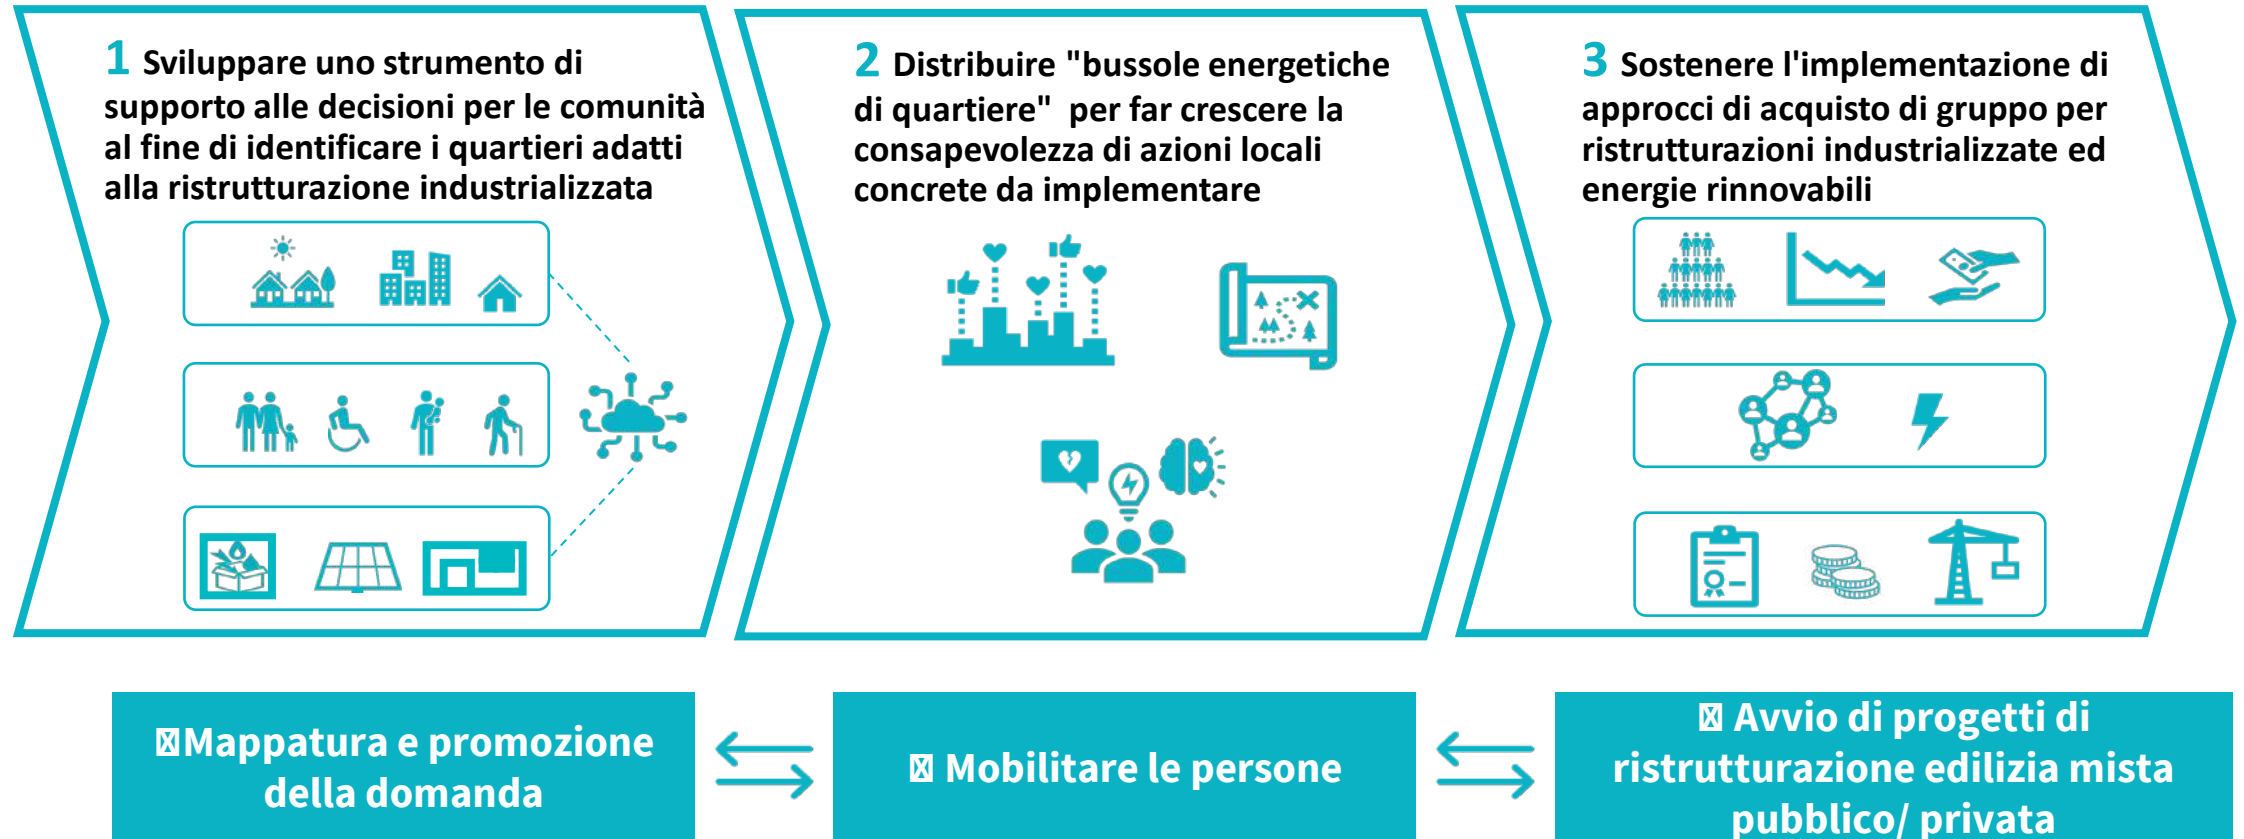 1 Sviluppare uno strumento di
supporto alle decisioni per le comunità
al fine di identificare i quartieri adatti
alla ristrutturazione industrializzata
2 Distribuire "bussole energetiche
di quartiere" per far crescere la
consapevolezza di azioni locali
concrete da implementare
3 Sostenere l'implementazione di
approcci di acquisto di gruppo per
ristrutturazioni industrializzate ed
energie rinnovabili
Mappatura e promozione
della domanda
Mobilitare le persone
Avvio di progetti di
ristrutturazione edilizia mista
pubblico/ privata